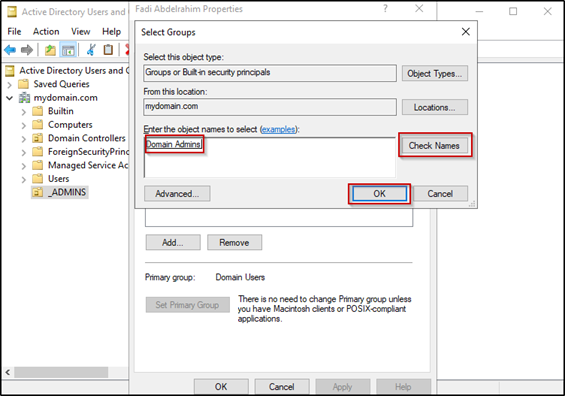 Active Directory Users and C
Fadi Abdelrahim Properties
?
File Action View
Select Groups
Select this object type:
Groups or Built-in security principals
Object Types...
From this location:
mydomain.com
Locations...
Enter the object names to select (examples):
Domain Admins
Check Names
Advanced...
OK
Cancel
Active Directory Users and C
Saved Queries
mydomain.com
Builtin
Computers
Domain Controllers
ForeignSecurityPrinc
Managed Service Ac
Users
_ADMINS
Add...
Remove
Primary group: Domain Users
Set Primary Group
There is no need to change Primary group unless
you have Macintosh clients or POSIX-compliant
applications.
OK
Cancel
Apply
Help